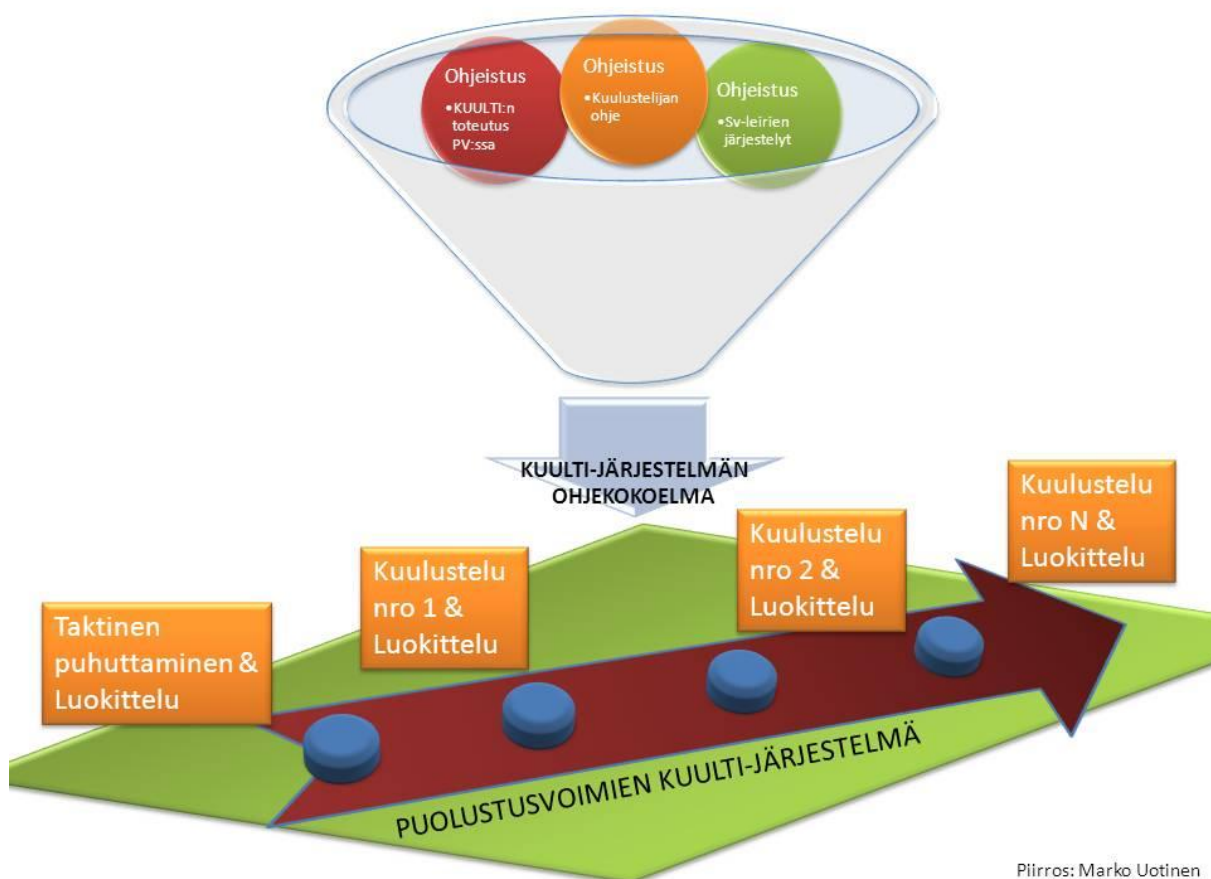 Ohjeistus
•KUULTI:n
toteutus
PV:ssa
Ohjeistus
•Kuulustelijan
ohje
Ohjeistus
•Sv-leirien
järjestelyt
KUULTI-JÄRJESTELMÄN
OHJEKOKOELMA
Taktinen
puhuttaminen &
Luokittelu
Kuulustelu
nro 1 &
Luokittelu
Kuulustelu
nro 2 &
Luokittelu
Kuulustelu
nro N &
Luokittelu
PUOLUSTUSVOIMIEN KUULTI-JÄRJESTELMÄ
Piirros: Marko Uotinen